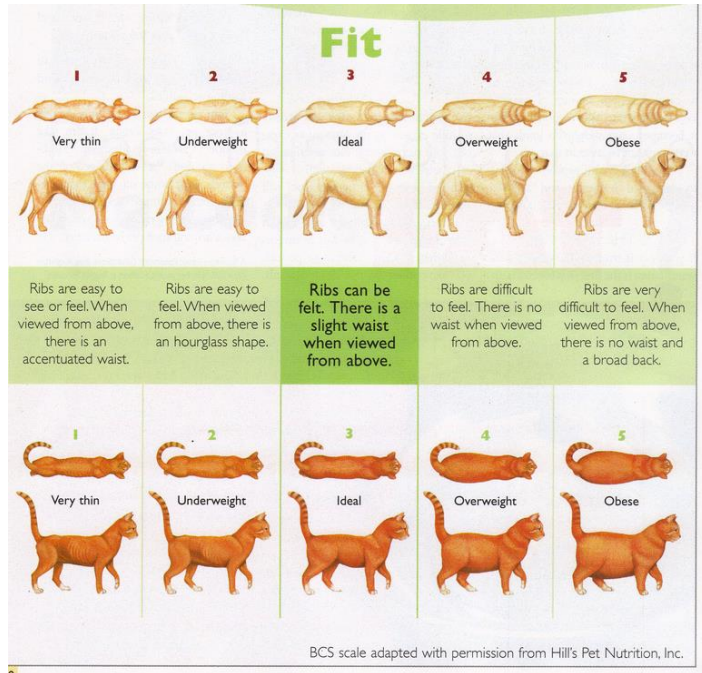 Fit
1
2
3
4
5
Very thin
Underweight
Ideal
Overweight
Obese
Ribs are easy to
see or feel. When
viewed from above,
there is an
accentuated waist.
Ribs are easy to
feel. When viewed
from above, there is
an hourglass shape.
Ribs can be
felt. There is a
slight waist
when viewed
from above.
Ribs are difficult
to feel. There is no
waist when viewed
from above.
Ribs are very
difficult to feel. When
viewed from above,
there is no waist and
a broad back.
1
2
3
4
5
Very thin
Underweight
Ideal
Overweight
Obese
BCS scale adapted with permission from Hill's Pet Nutrition, Inc.